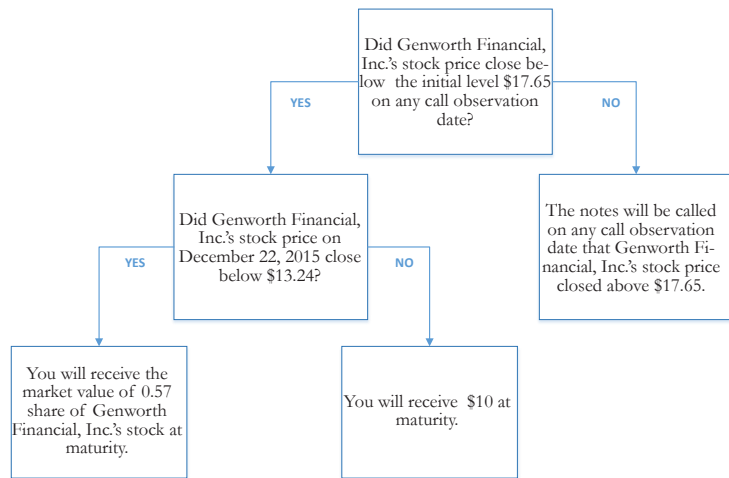 Did Genworth Financial,
Inc.'s stock price close be-
low the initial level $17.65
on any call observation
date?
YES
NO
Did Genworth Financial,
Inc.'s stock price on
December 22, 2015 close
below $13.24?
The notes will be called
on any call observation
date that Genworth Fi-
nancial, Inc.'s stock price
closed above $17.65.
YES
NO
You will receive the
market value of 0.57
share of Genworth
Financial, Inc.'s stock at
maturity.
You will receive $10 at
maturity.